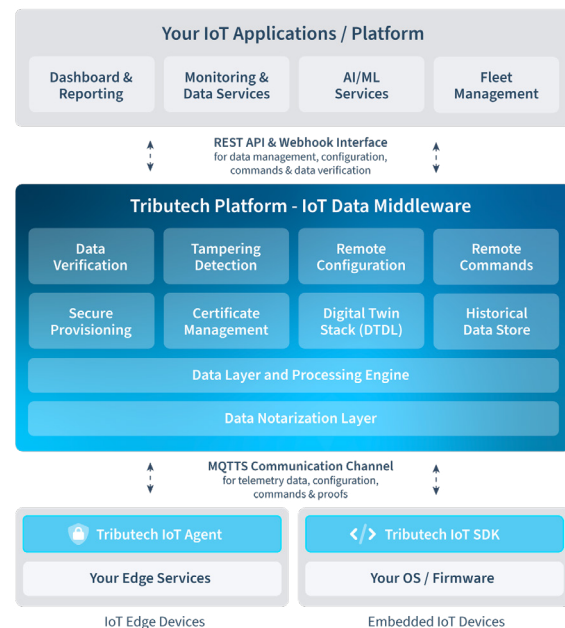 Your IoT Applications / Platform
Dashboard &
Reporting
Monitoring &
Data Services
AI/ML
Services
Fleet
Management
REST API & Webhook Interface
for data management, configuration,
commands & data verification
Tributech Platform - IoT Data Middleware
Data
Verification
Tampering
Detection
Remote
Configuration
Remote
Commands
Secure
Provisioning
Certificate
Management
Digital Twin
Stack (DTDL)
Historical
Data Store
Data Layer and Processing Engine
Data Notarization Layer
MQTTS Communication Channel
for telemetry data, configuration,
commands & proofs
Tributech IoT Agent
Your Edge Services
IoT Edge Devices
</> Tributech IoT SDK
Your OS / Firmware
Embedded IoT Devices